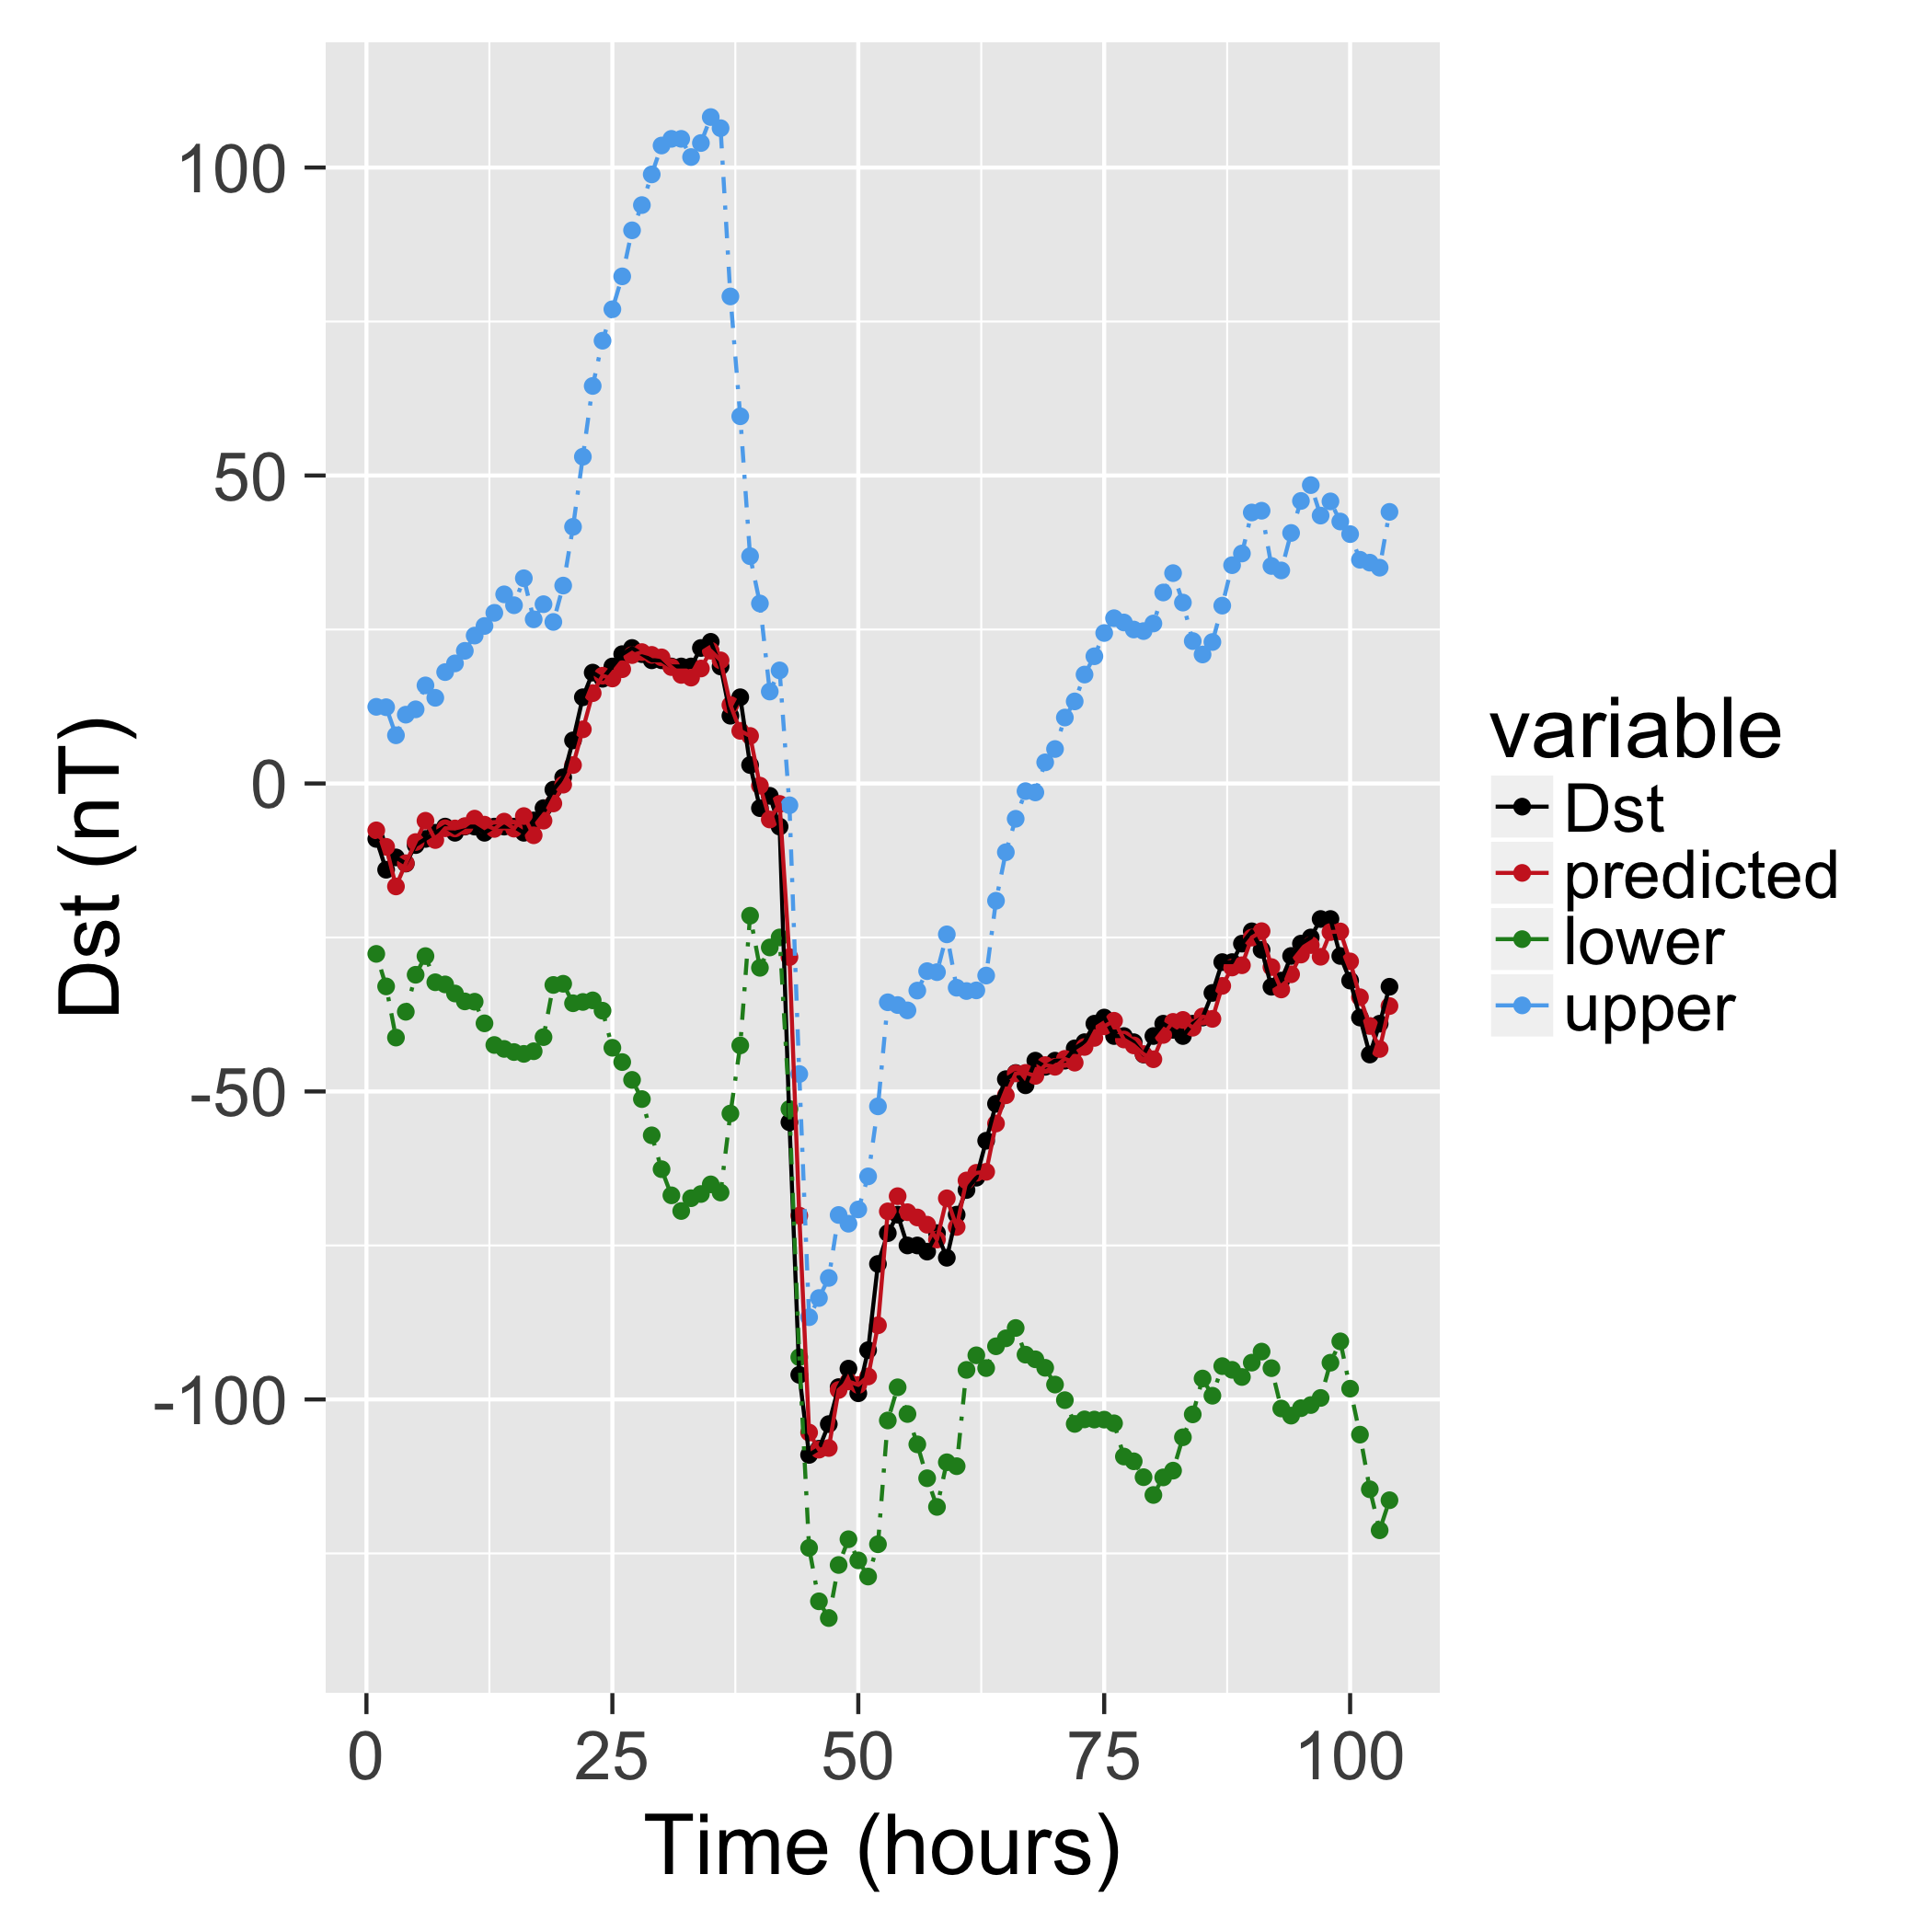 100
50
0
-50
-100
Dst (nT)
0 25 50 75 100
Time (hours)
variable
Dst
predicted
lower
upper